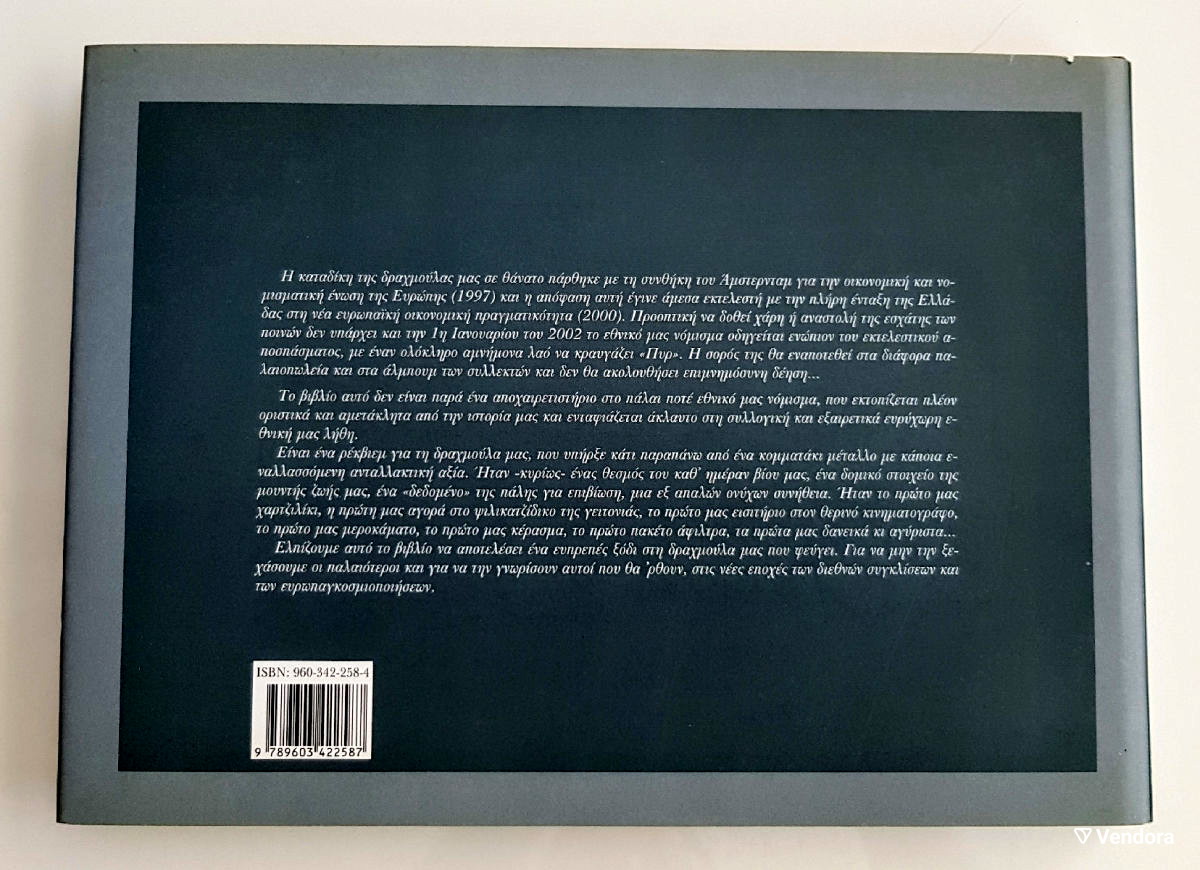 Η καταδίκη της δραχμούλας μας σε θάνατο πάρθηκε με τη συνθήκη του Άμστερνταμ για την οικονομική και νο-
μισματική ένωση της Ευρώπης (1997) και η απόφαση αυτή έγινε άμεσα εκτελεστή με την πλήρη ένταξη της Ελλά-
δας στη νέα ευρωπαϊκή οικονομική πραγματικότητα (2000). Προοπτική να δοθεί χάρη ή αναστολή της εσχάτης των
ποινών δεν υπάρχει και την 1η Ιανουαρίου του 2002 το εθνικό μας νόμισμα οδηγείται ενώπιον του εκτελεστικού α-
ποσπάσματος, με έναν ολόκληρο αμνήμονα λαό να κραυγάζει «Πυρ». Η σορός της θα εναποτεθεί στα διάφορα πα-
λαιοπωλεία και στα άλμπουμ των συλλεκτών και δεν θα ακολουθήσει επιμνημόσυνη δέηση...
Το βιβλίο αυτό δεν είναι παρά ένα αποχαιρετιστήριο στο πάλαι ποτέ εθνικό μας νόμισμα, που εκτοπίζεται πλέον
οριστικά και αμετάκλητα από την ιστορία μας και ενταφιάζεται άκλαυτο στη συλλογική και εξαιρετικά ευρύχωρη ε-
θνική μας λήθη.
Είναι ένα ρέκβιεμ για τη δραχμούλα μας, που υπήρξε κάτι παραπάνω από ένα κομματάκι μέταλλο με κάποια ε-
ναλλασσόμενη ανταλλακτική αξία. Ήταν -κυρίως- ένας θεσμός του καθ' ημέραν βίου μας, ένα δομικό στοιχείο της
μουντής ζωής μας, ένα «δεδομένο» της πάλης για επιβίωση, μια εξ απαλών ονύχων συνήθεια. Ήταν το πρώτο μας
χαρτζιλίκι, η πρώτη μας αγορά στο ψιλικατζίδικο της γειτονιάς, το πρώτο μας εισιτήριο στον θερινό κινηματογράφο,
το πρώτο μας μεροκάματο, το πρώτο μας κέρασμα, το πρώτο πακέτο άφιλτρα, τα πρώτα μας δανεικά κι αγύριστα...
Ελπίζουμε αυτό το βιβλίο να αποτελέσει ένα ευπρεπές ξόδι στη δραχμούλα μας που φεύγει. Για να μην την ξε-
χάσουμε οι παλαιότεροι και για να την γνωρίσουν αυτοί που θα 'ρθουν, στις νέες εποχές των διεθνών συγκλίσεων και
των ευρωπαγκοσμιοποιήσεων.
ISBN: 960-342-258-4
9 789603 422587
Vendora